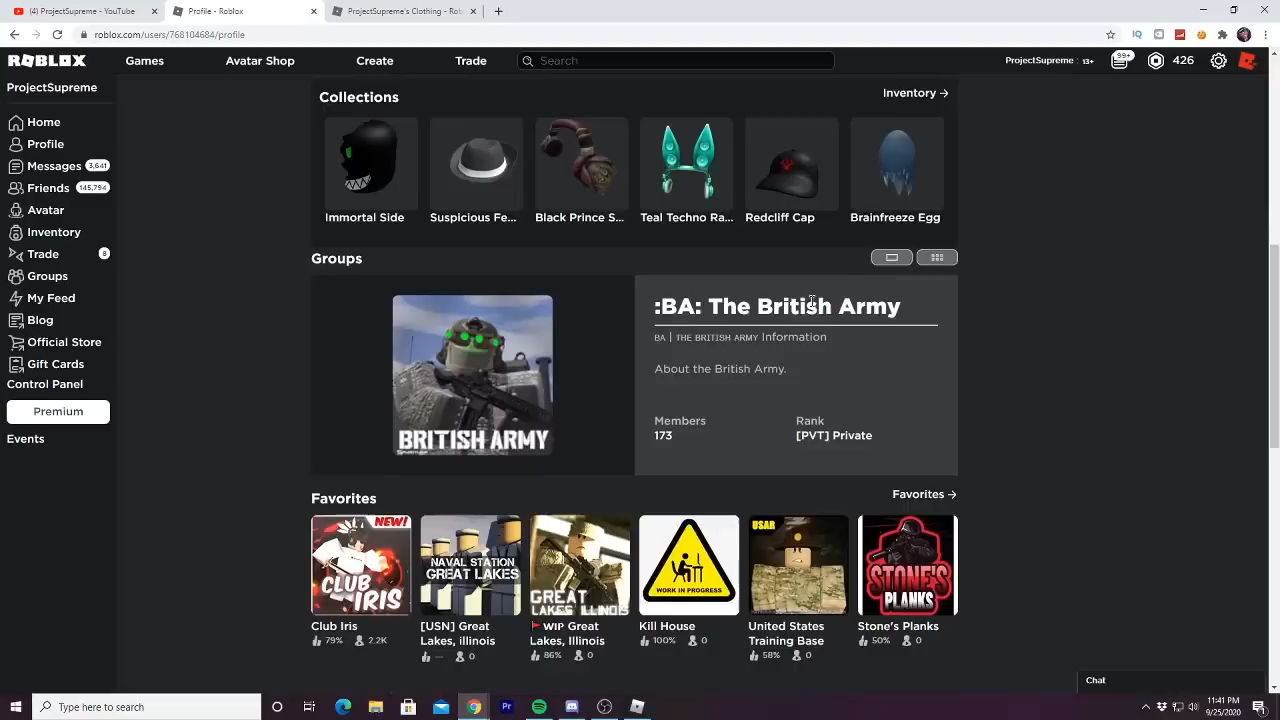 (4) ProjectSupreme - YouTube
Profile - Roblox
ProjectSupreme's Clothing - Rob
roblox.com/users/768104684/profile
ROBLOX
Games
Avatar Shop
Create
Trade
Search
ProjectSupreme: 13+
99+
426
ProjectSupreme
Home
Profile
Messages 3,641
Friends 145,794
Avatar
Inventory
Trade 8
Groups
My Feed
Blog
Official Store
Gift Cards
Control Panel
Premium
Events
Collections
Inventory →
Immortal Side
Suspicious Fe...
Black Prince S...
Teal Techno Ra...
Redcliff Cap
Brainfreeze Egg
Groups
BRITISH ARMY
:BA: The British Army
BA | THE BRITISH ARMY Information
About the British Army.
Members
Rank
173
[PVT] Private
Favorites
Favorites →
NEW!
CLUB IRIS
NAVAL STATION
GREAT LAKES
GREAT
LAKES ILLINOIS
WORK IN PROGRESS
USAR
STONE'S
PLANKS
Club Iris
79% 2.2K
[USN] Great
Lakes, illinois
— 0
WIP Great
Lakes, Illinois
86% 0
Kill House
100% 0
United States
Training Base
58% 0
Stone's Planks
50% 0
Chat
Type here to search
Pr
11:41 PM
9/25/2020